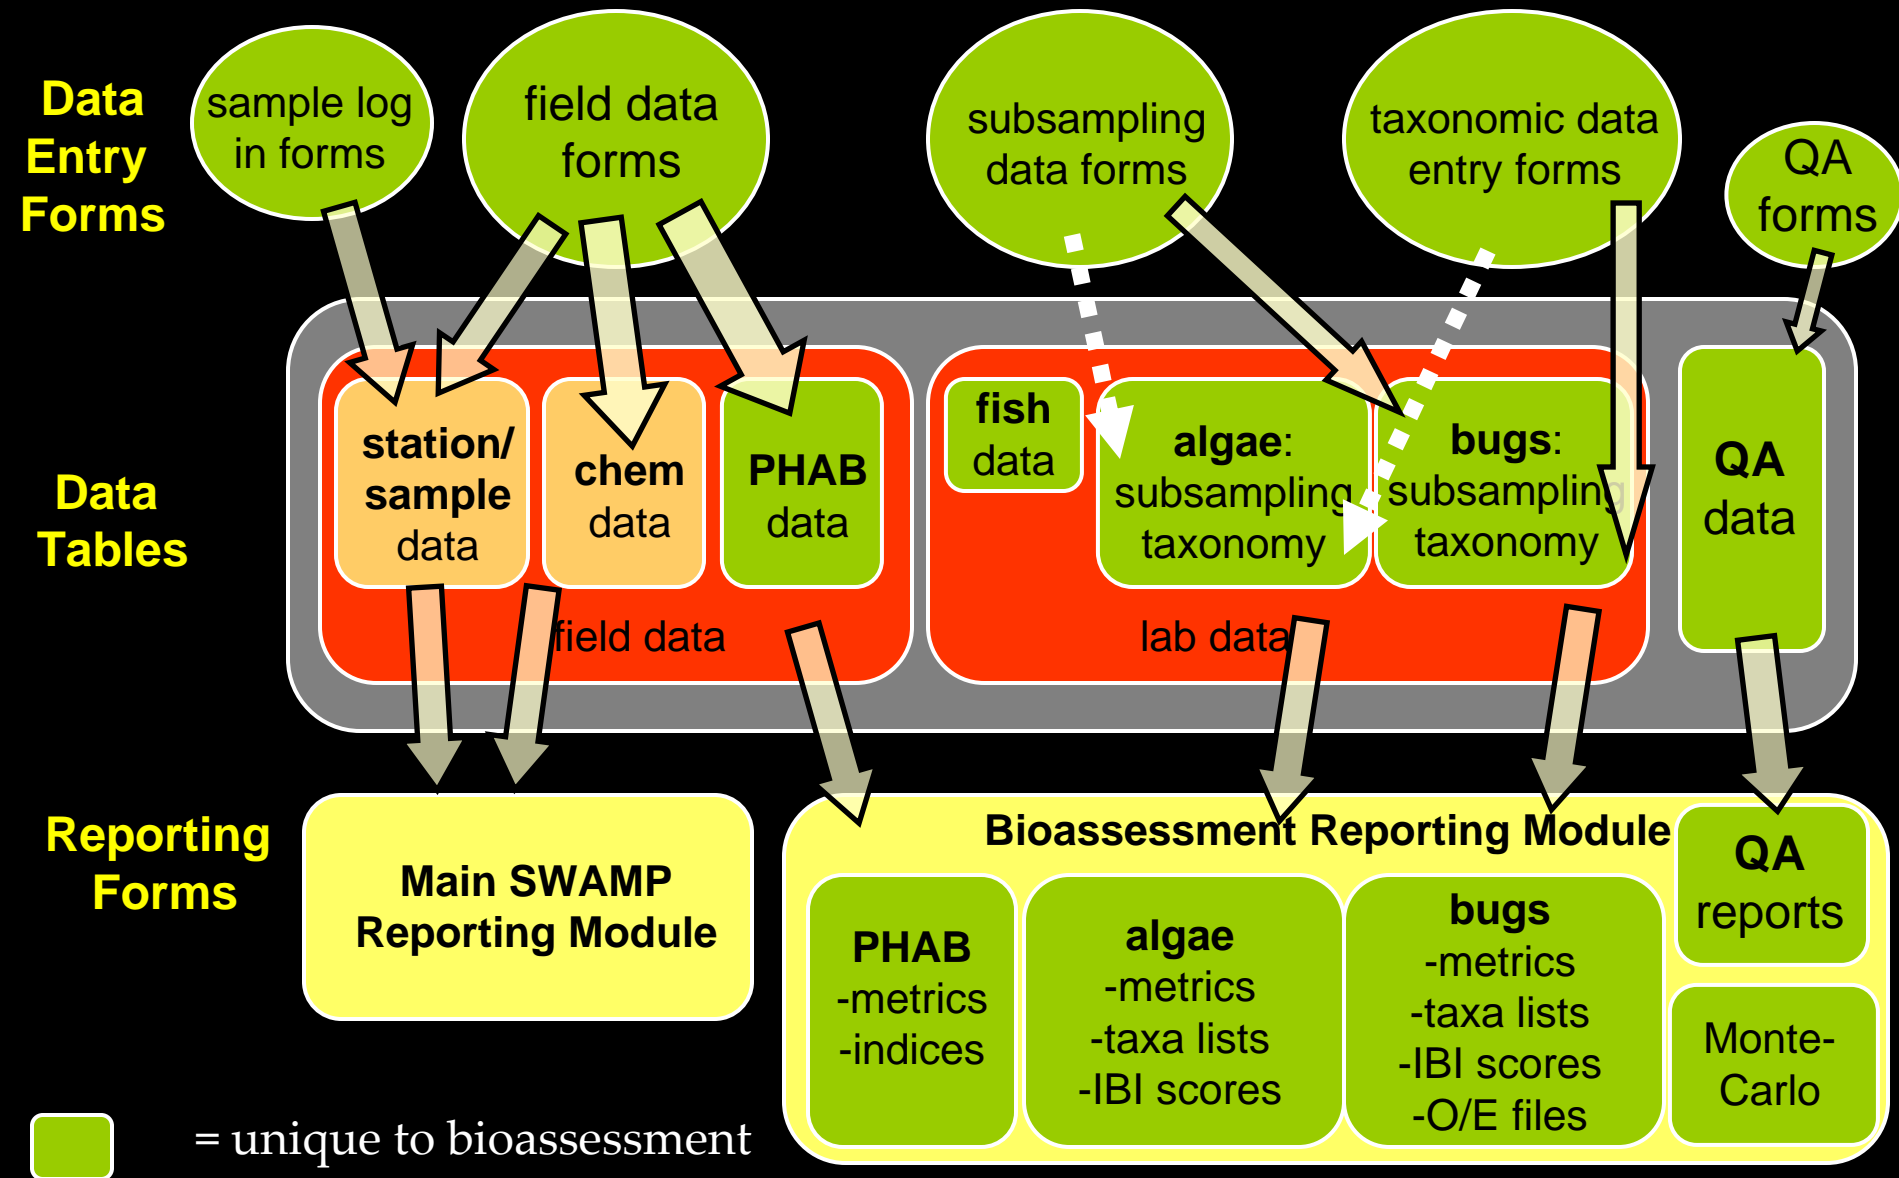 Data
Entry
Forms
sample log
in forms
field data
forms
subsampling
data forms
taxonomic data
entry forms
QA
forms
Data
Tables
station/
sample
data
chem
data
PHAB
data
field data
fish
data
algae:
subsampling
taxonomy
bugs:
subsampling
taxonomy
lab data
QA
data
Reporting
Forms
Main SWAMP
Reporting Module
Bioassessment Reporting Module
PHAB
-metrics
-indices
algae
-metrics
-taxa lists
-IBI scores
bugs
-metrics
-taxa lists
-IBI scores
-O/E files
QA
reports
Monte-
Carlo
= unique to bioassessment